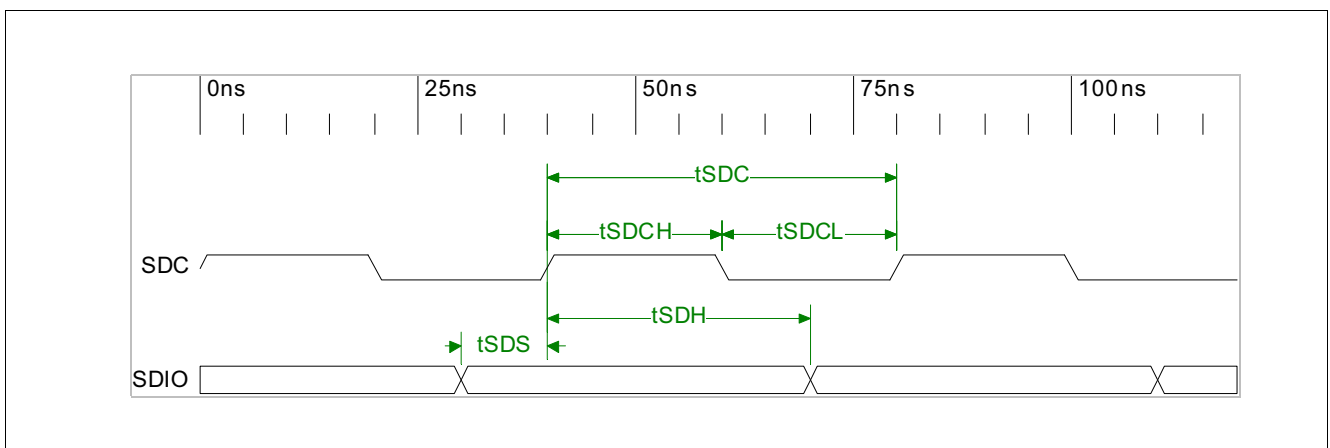 0ns 25ns 50ns 75ns 100ns
tSDC
tSDCH tSDCL
SDC
tSDH
tSDS
SDIO